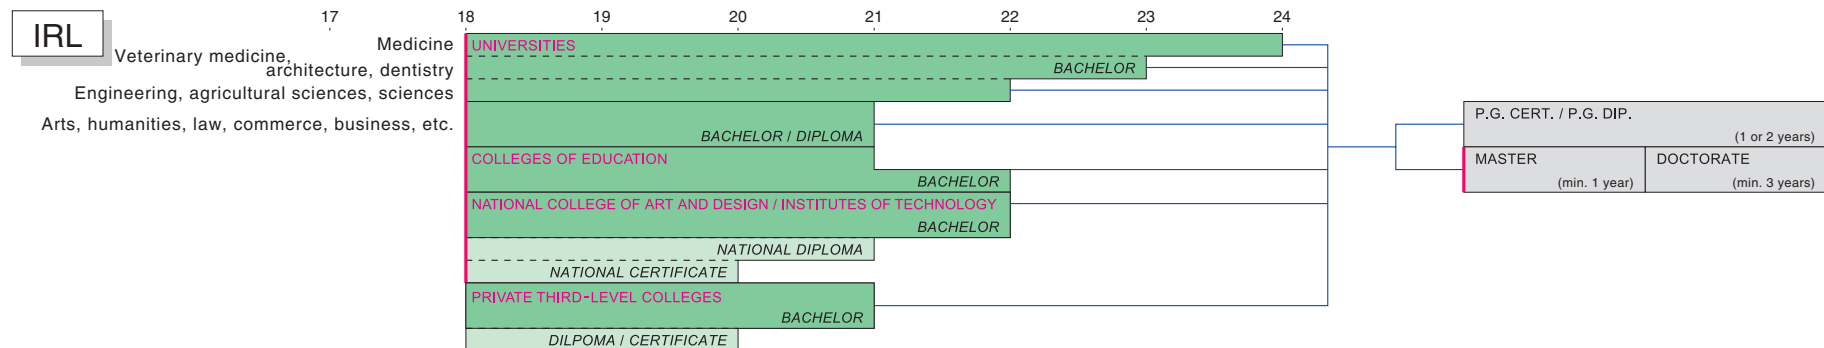 17 18 19 20 21 22 23 24
IRL
Medicine
UNIVERSITIES
Veterinary medicine,
architecture, dentistry
BACHELOR
Engineering, agricultural sciences, sciences
Arts, humanities, law, commerce, business, etc.
BACHELOR / DIPLOMA
P.G. CERT. / P.G. DIP.
(1 or 2 years)
COLLEGES OF EDUCATION
BACHELOR
MASTER
(min. 1 year)
DOCTORATE
(min. 3 years)
NATIONAL COLLEGE OF ART AND DESIGN / INSTITUTES OF TECHNOLOGY
BACHELOR
NATIONAL DIPLOMA
NATIONAL CERTIFICATE
PRIVATE THIRD-LEVEL COLLEGES
BACHELOR
DILPOMA / CERTIFICATE